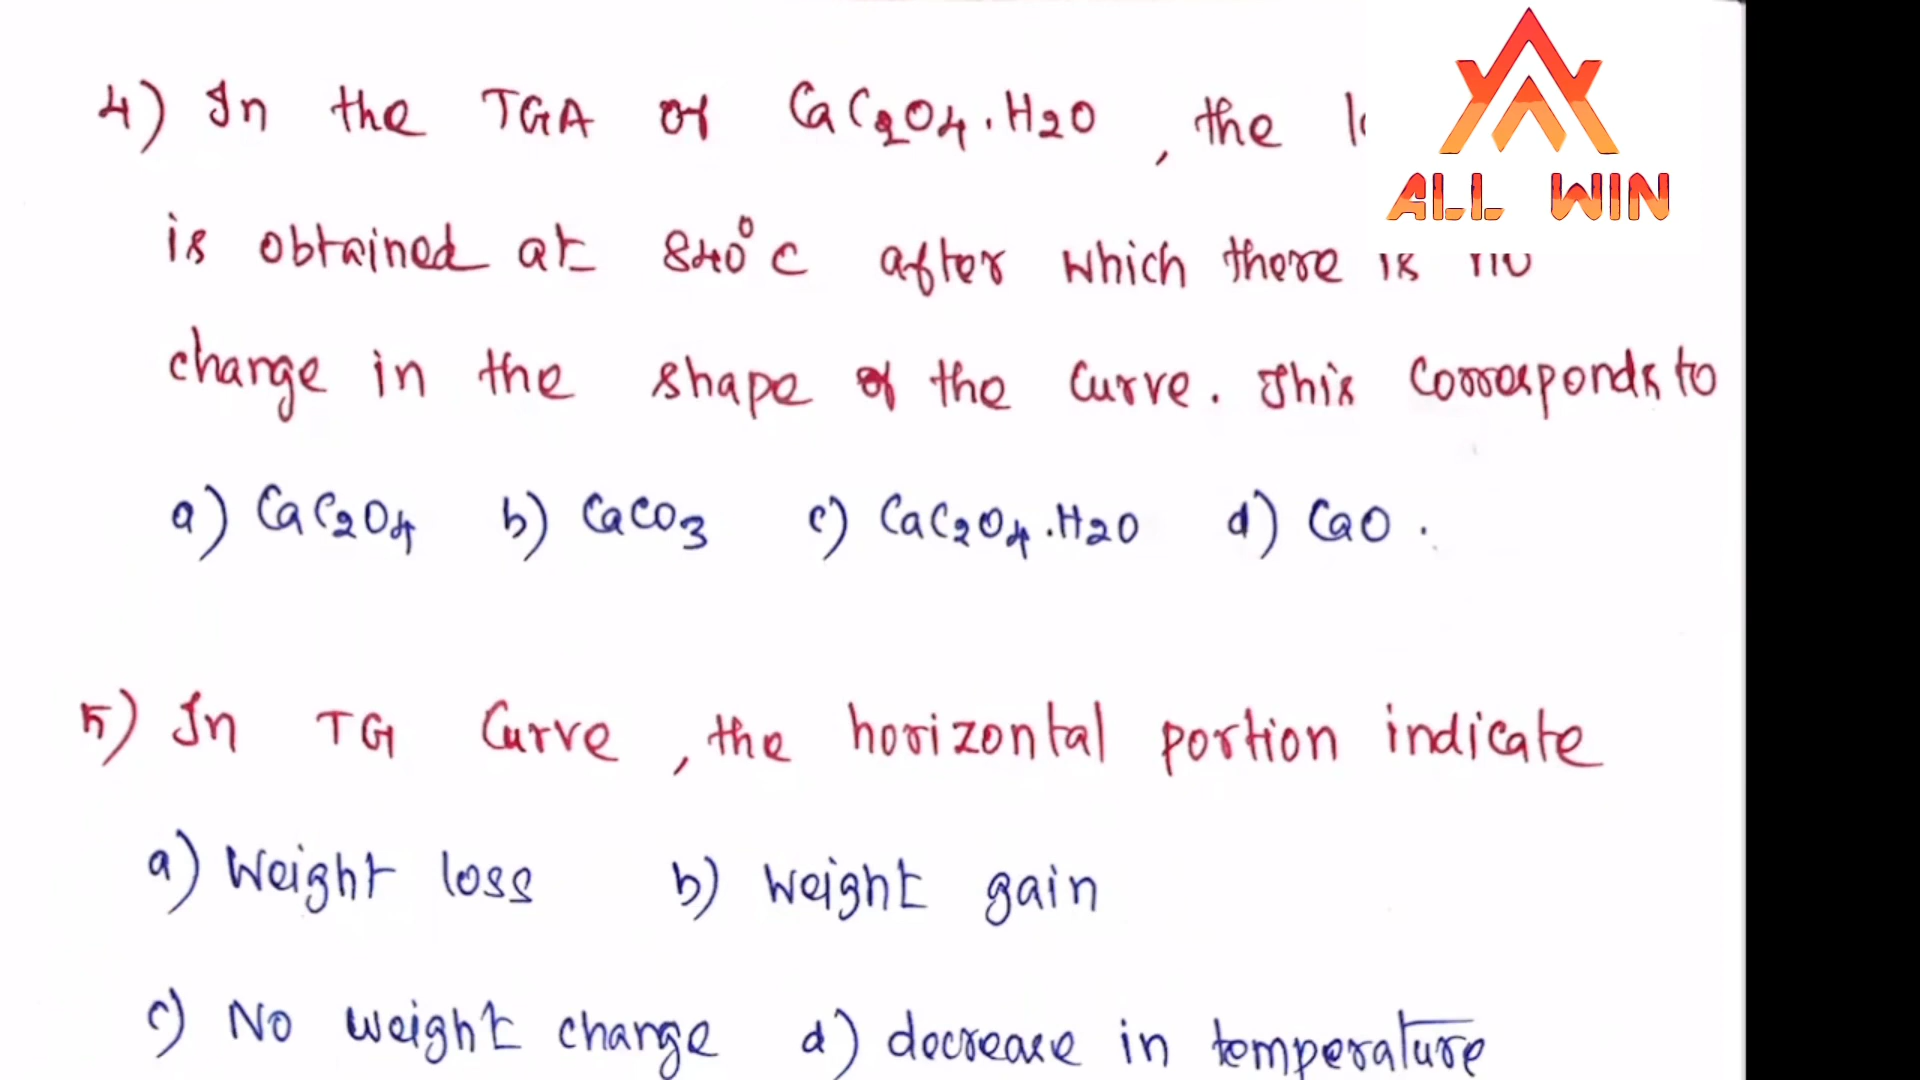 4) In the TGA of CaC2O4.H2O, the
ALL WIN
is obtained at 840°C after which there is no
change in the shape of the curve. This corresponds to
a) CaC2O4 b) CaCO3 c) CaC2O4.H2O d) CaO.
5) In TG Curve, the horizontal portion indicate
a) Weight loss b) weight gain
c) No weight change d) decrease in temperature